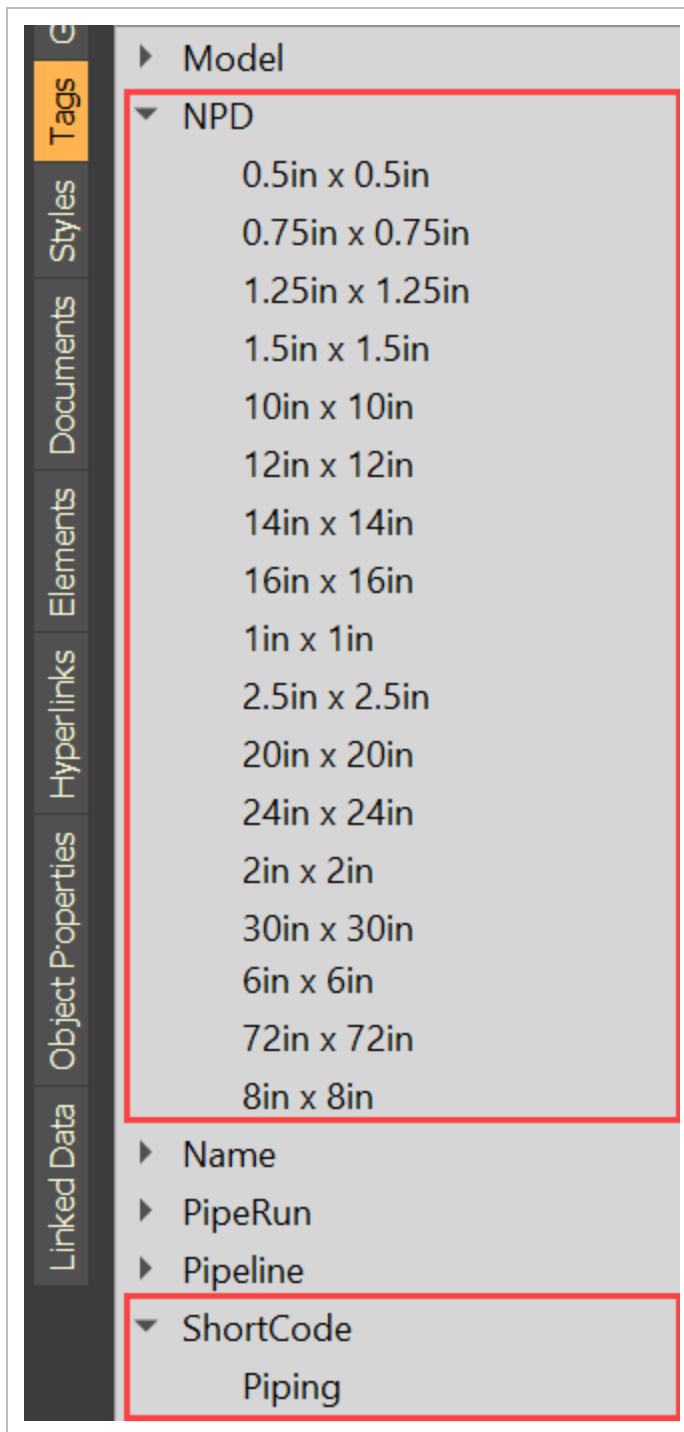 G
Tags
Styles
Documents
Elements
Hyperlinks
Object Properties
Linked Data
Model
NPD
0.5in x 0.5in
0.75in x 0.75in
1.25in x 1.25in
1.5in x 1.5in
10in x 10in
12in x 12in
14in x 14in
16in x 16in
1in x 1in
2.5in x 2.5in
20in x 20in
24in x 24in
2in x 2in
30in x 30in
6in x 6in
72in x 72in
8in x 8in
Name
PipeRun
Pipeline
ShortCode
Piping